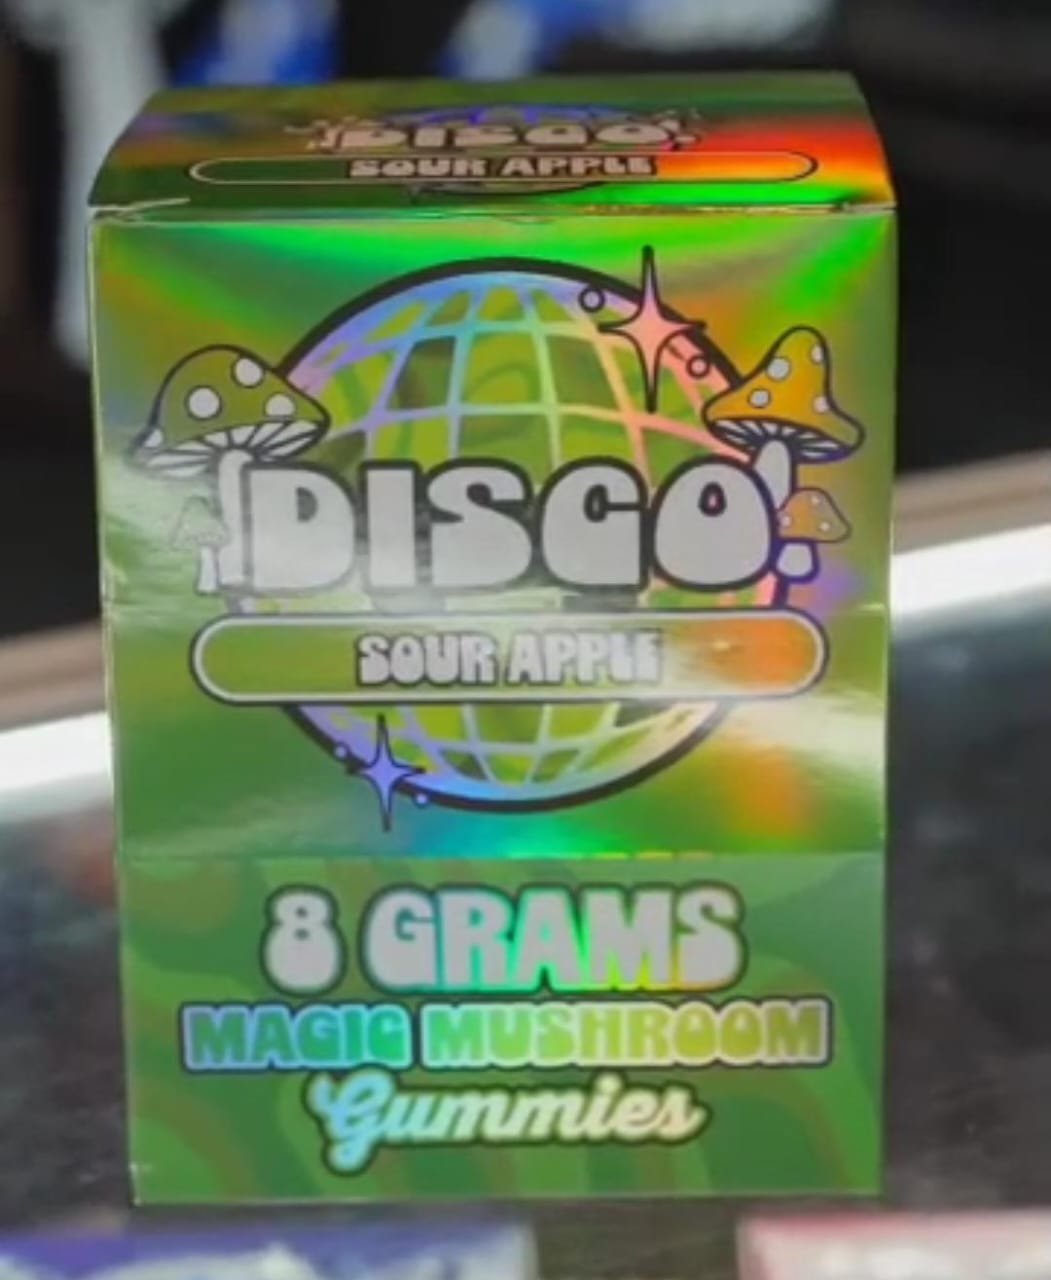 DISCO
SOUR APPLE
DISCO
SOUR APPLE
8 GRAMS
MAGIC MUSHROOM
Gummies